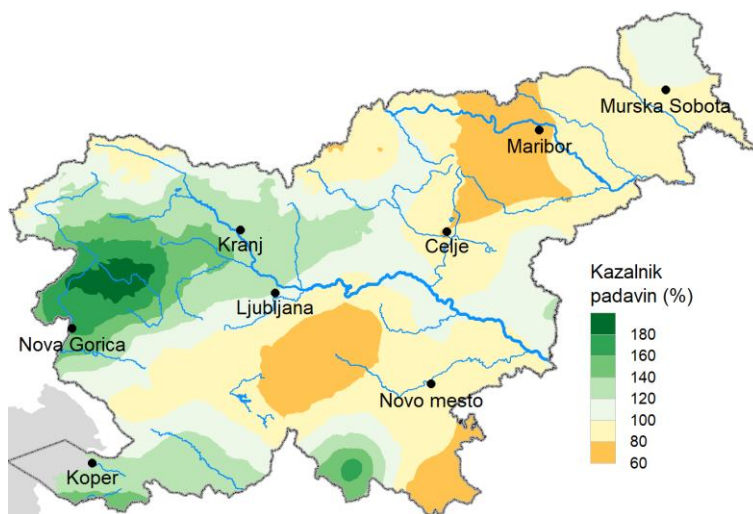 Murska Sobota
Maribor
Kranj
Celje
Ljubljana
Nova Gorica
Novo mesto
Koper
Kazalnik
padavin (%)
180
160
140
120
100
80
60